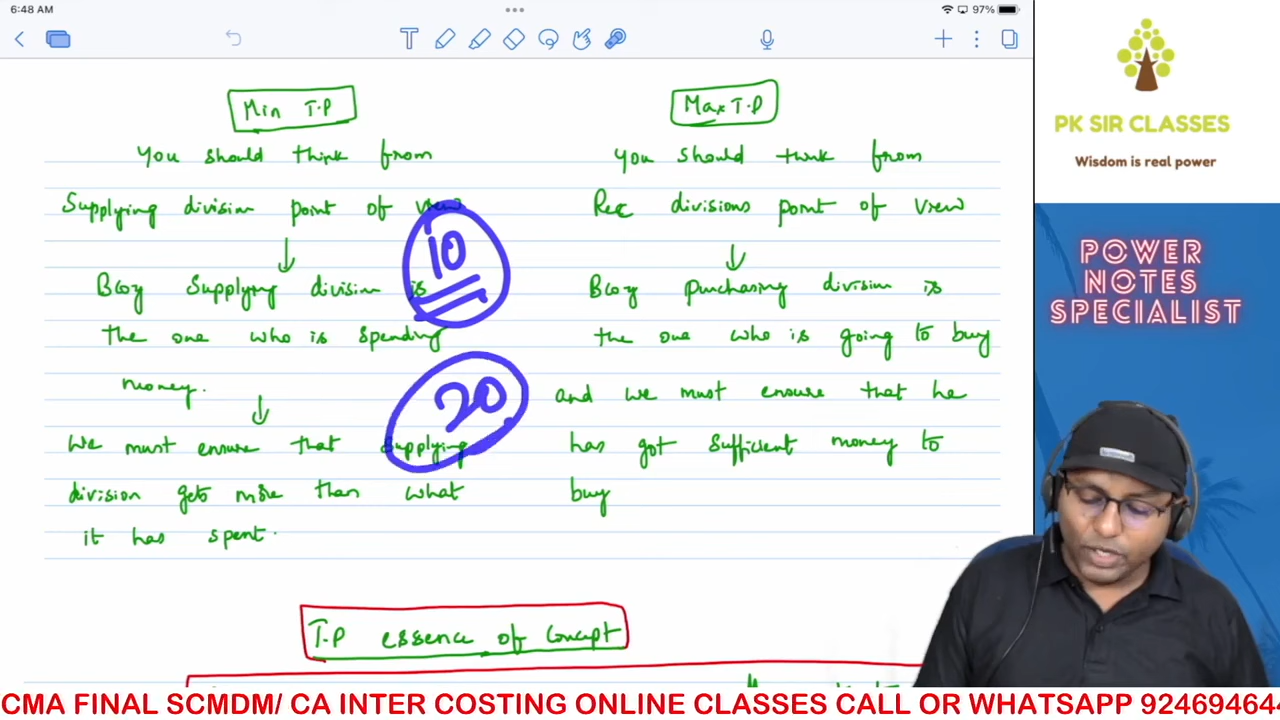 6:48 AM
97%
T
Min T.P
You should think from
Supplying division point of view
Bcoz Supplying division is
the one who is spending
money.
We must ensure that Supplying
division gets more than what
it has spent.
10
20
Max T.P
You should think from
Rec divisions point of view
Bcoz purchasing division is
the one who is going to buy
and we must ensure that he
has got sufficient money to
buy
T.P essence of concept
PK SIR CLASSES
Wisdom is real power
POWER
NOTES
SPECIALIST
CMA FINAL SCMDM/ CA INTER COSTING ONLINE CLASSES CALL OR WHATSAPP 924694644